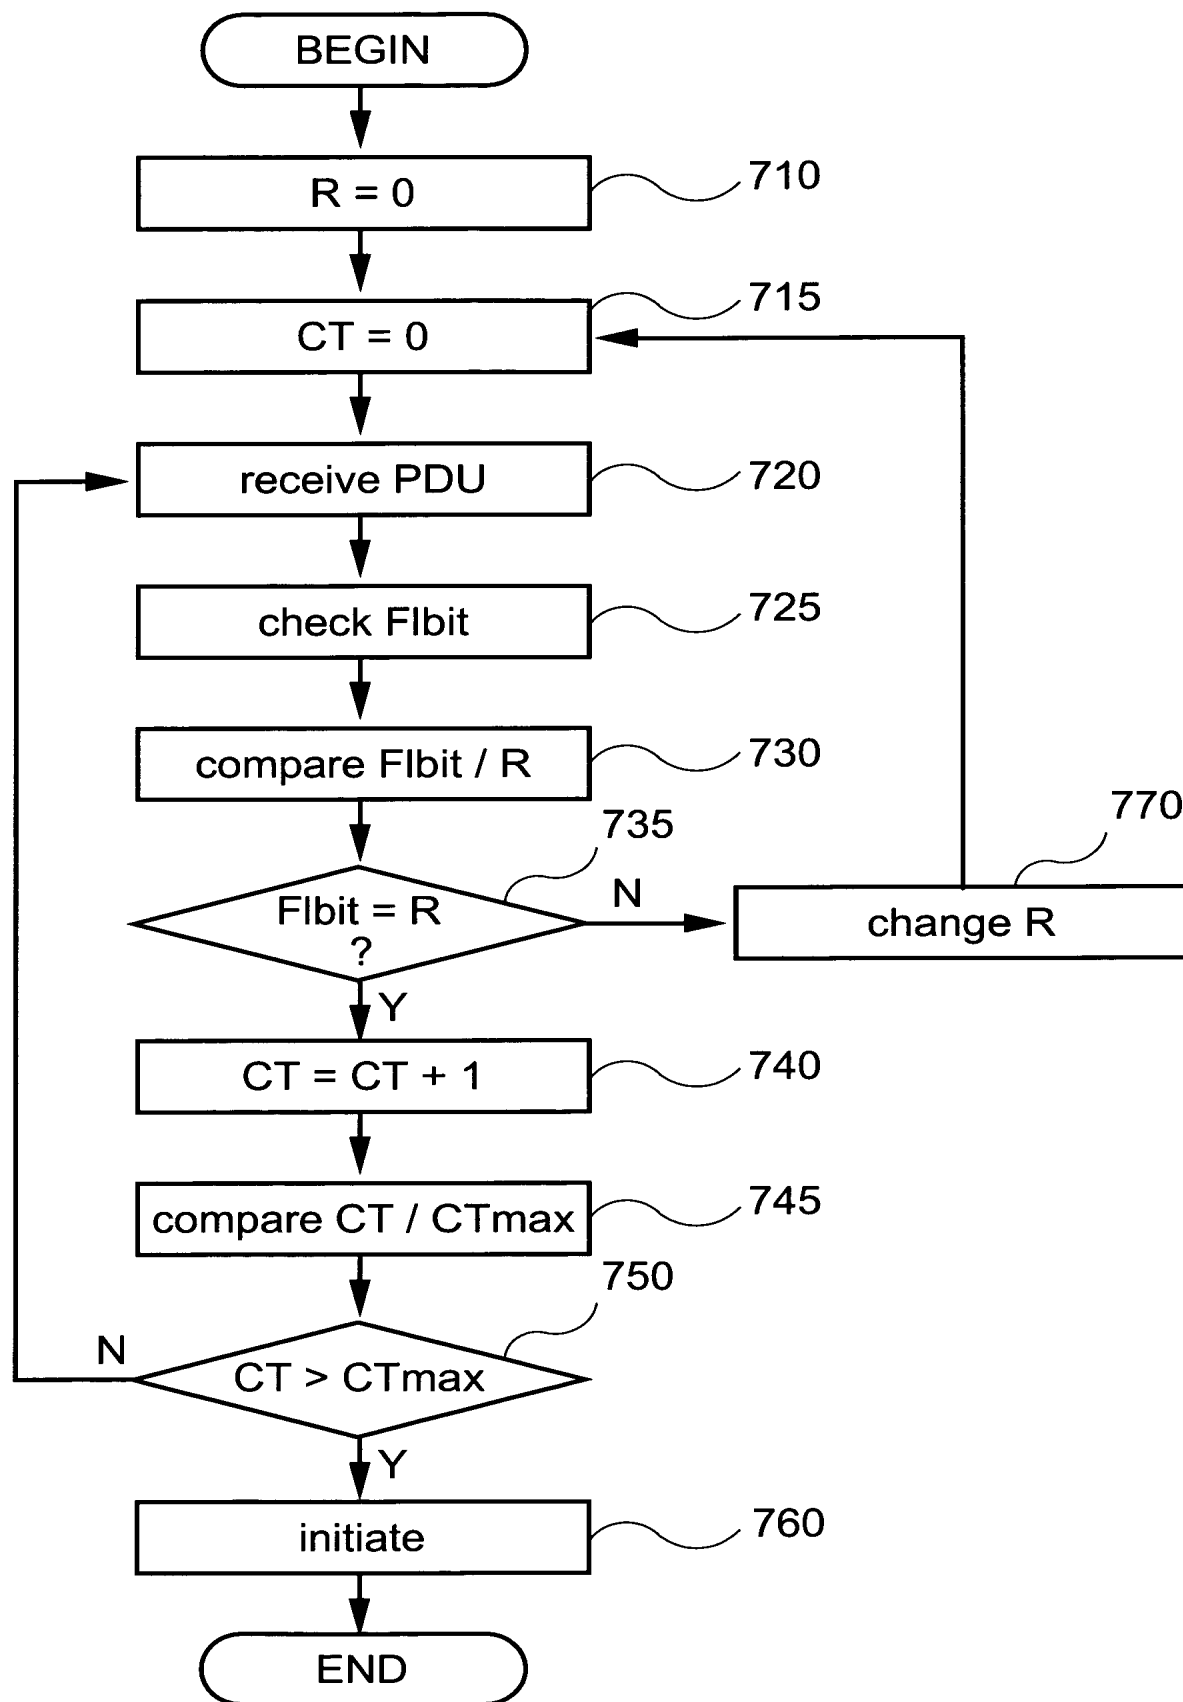 BEGIN
R = 0
710
CT = 0
715
receive PDU
720
check FIbit
725
compare FIbit / R
730
735
FIbit = R
?
N
770
change R
Y
CT = CT + 1
740
compare CT / CTmax
745
750
N
CT > CTmax
Y
initiate
760
END